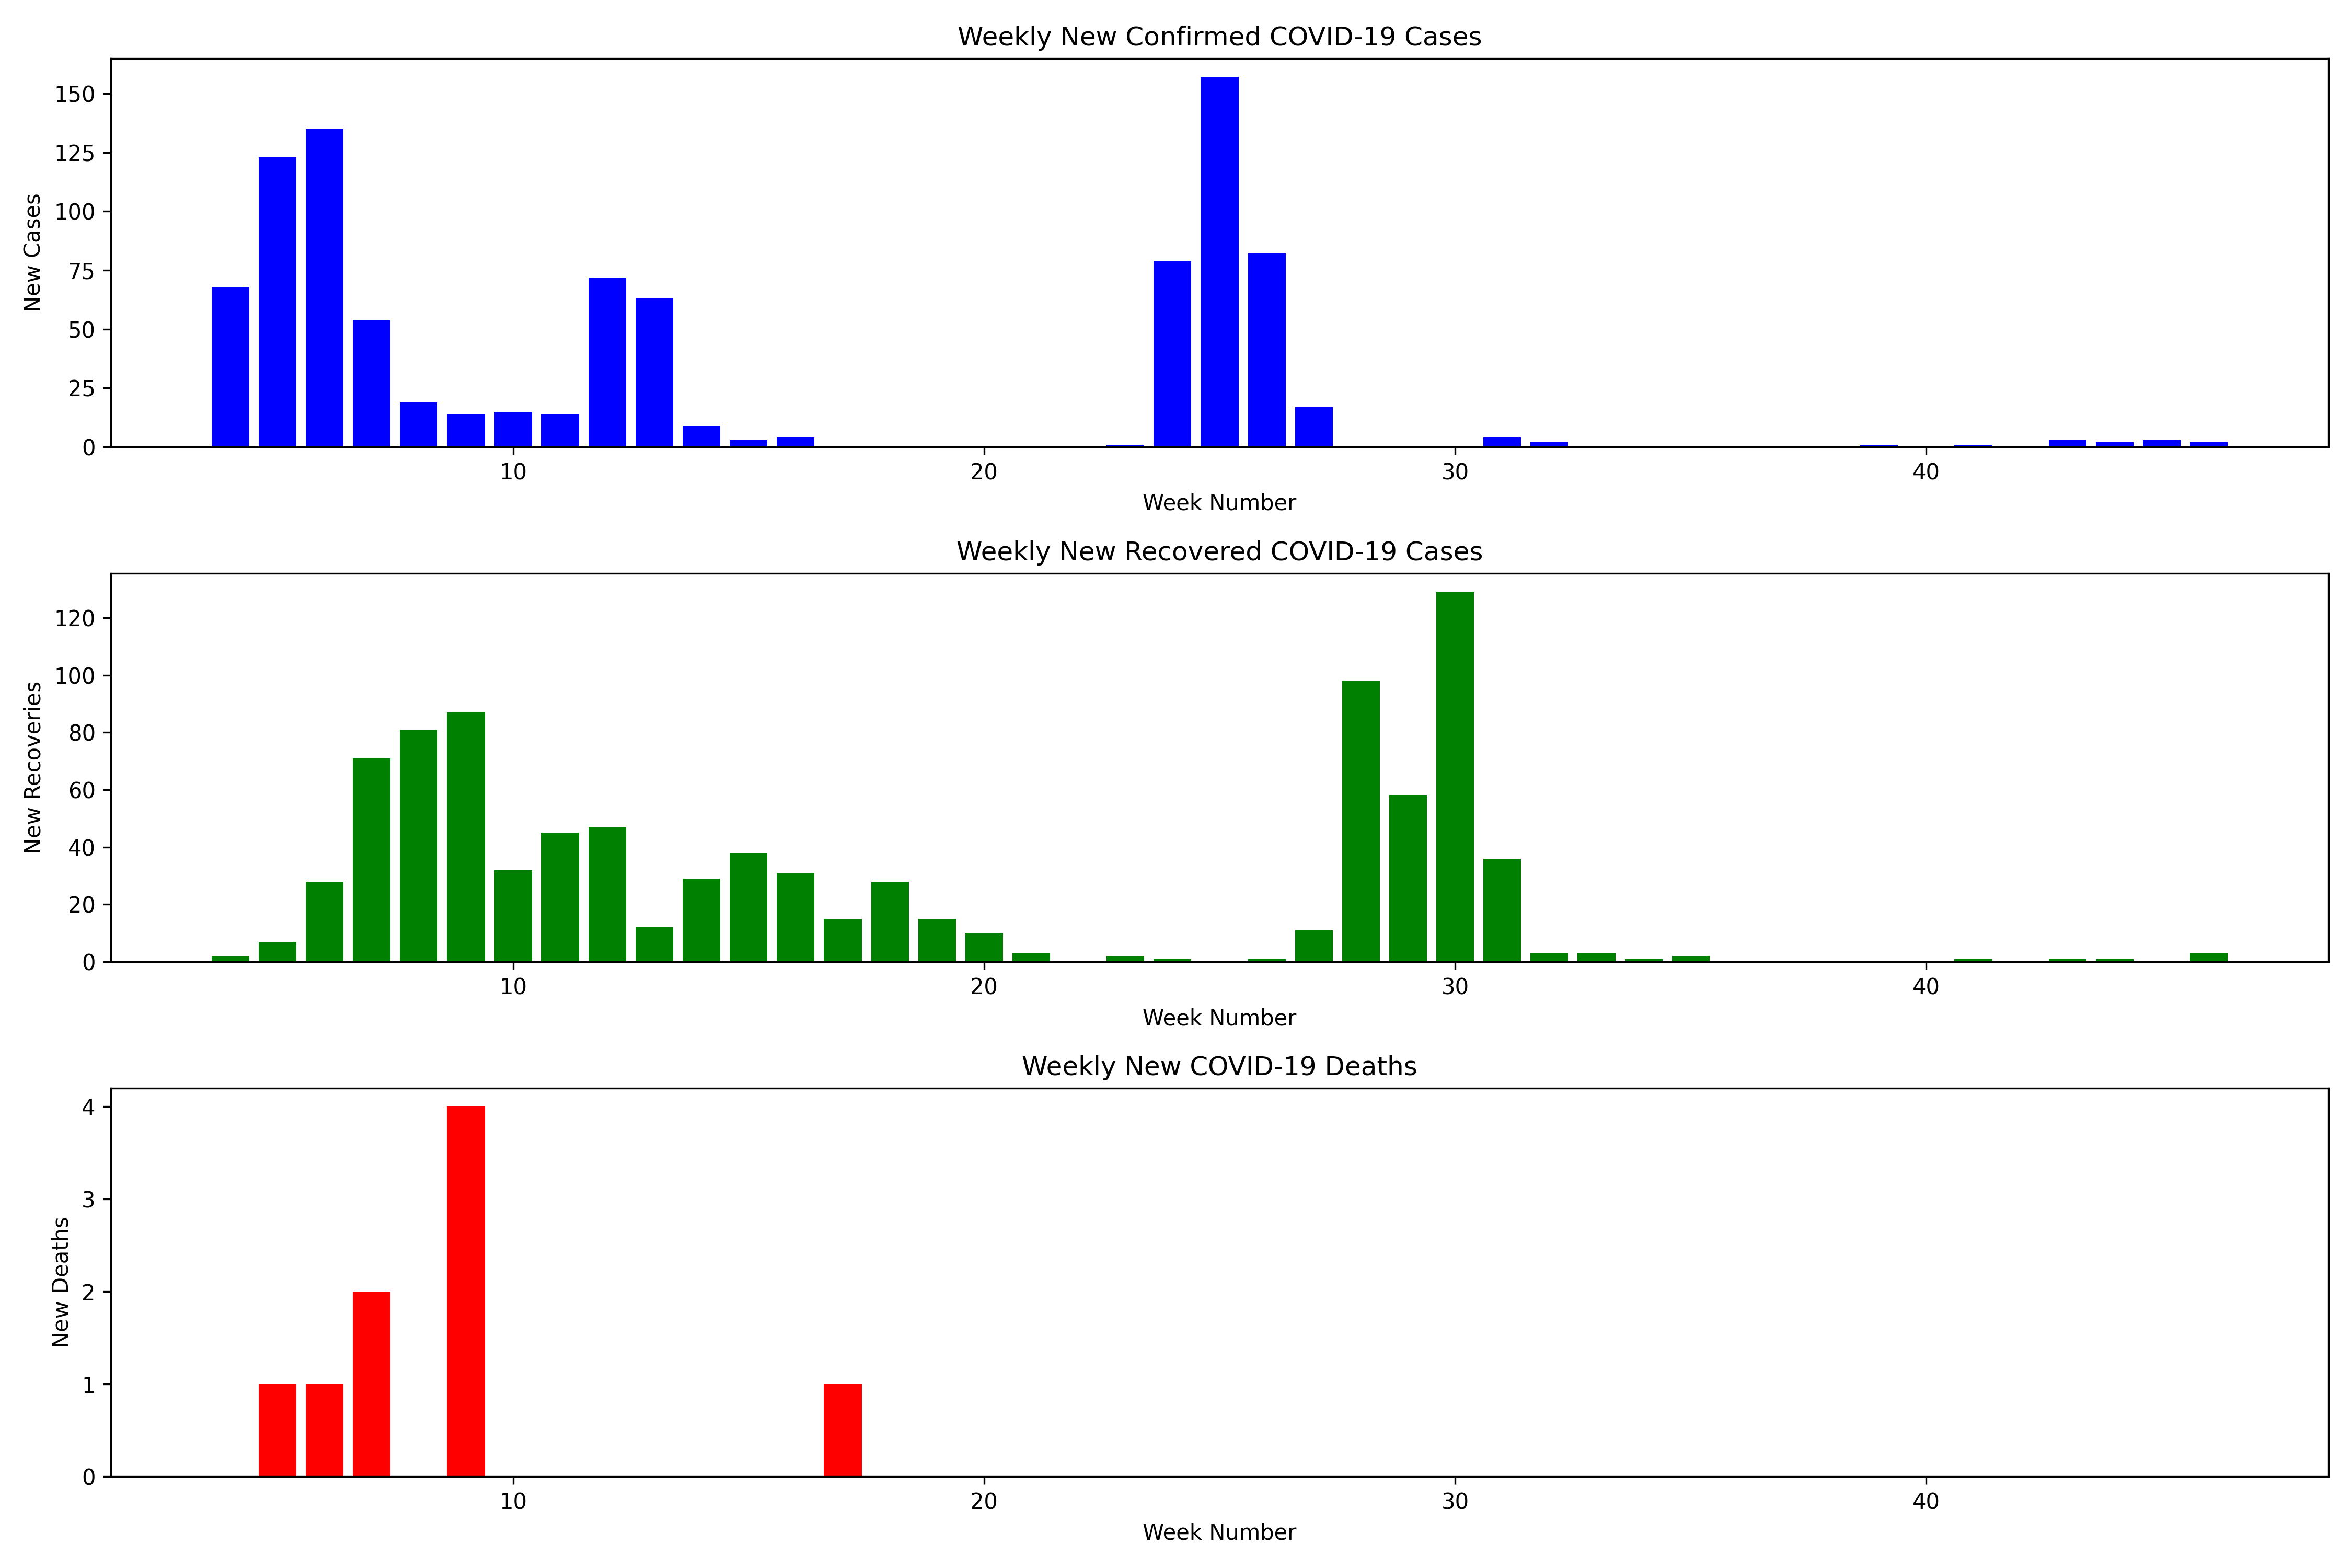 Weekly New Confirmed COVID-19 Cases
New Cases
150
125
100
75
50
25
0
10 20 30 40
Week Number
Weekly New Recovered COVID-19 Cases
New Recoveries
120
100
80
60
40
20
0
10 20 30 40
Week Number
Weekly New COVID-19 Deaths
New Deaths
4
3
2
1
0
10 20 30 40
Week Number